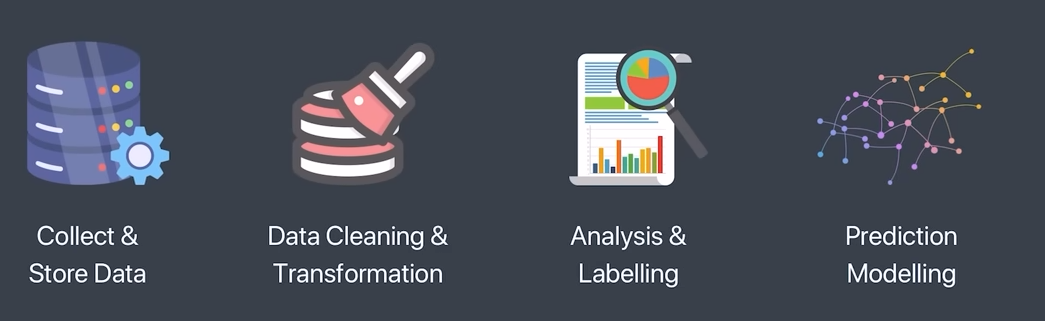 Collect &
Store Data
Data Cleaning &
Transformation
Analysis &
Labelling
Prediction
Modelling